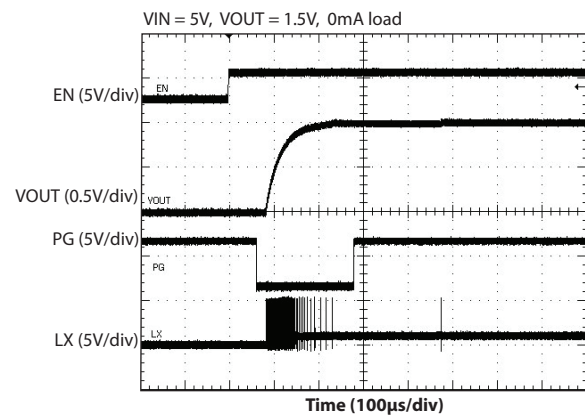 VIN = 5V, VOUT = 1.5V, 0mA load
EN (5V/div)
EN
VOUT (0.5V/div)
VOUT
PG (5V/div)
PG
LX (5V/div)
LX
Time (100µs/div)